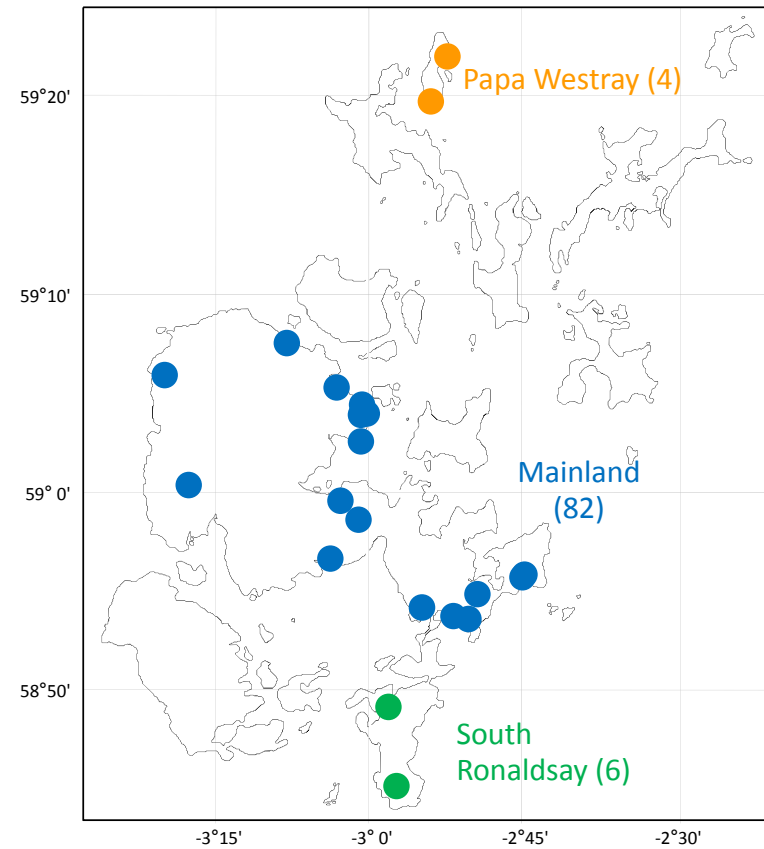 Papa Westray (4)
59°20'
59°10'
Mainland
(82)
59° 0'
58°50'
South
Ronaldsay (6)
-3°15'
-3° 0'
-2°45'
-2°30'